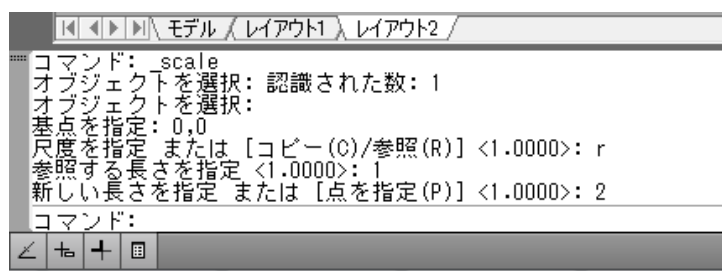 モデル レイアウト1 レイアウト2
コマンド: _scale
オブジェクトを選択: 認識された数: 1
オブジェクトを選択:
基点を指定: 0,0
尺度を指定 または [コピー(C)/参照(R)] <1.0000>: r
参照する長さを指定 <1.0000>: 1
新しい長さを指定 または [点を指定(P)] <1.0000>: 2
コマンド: